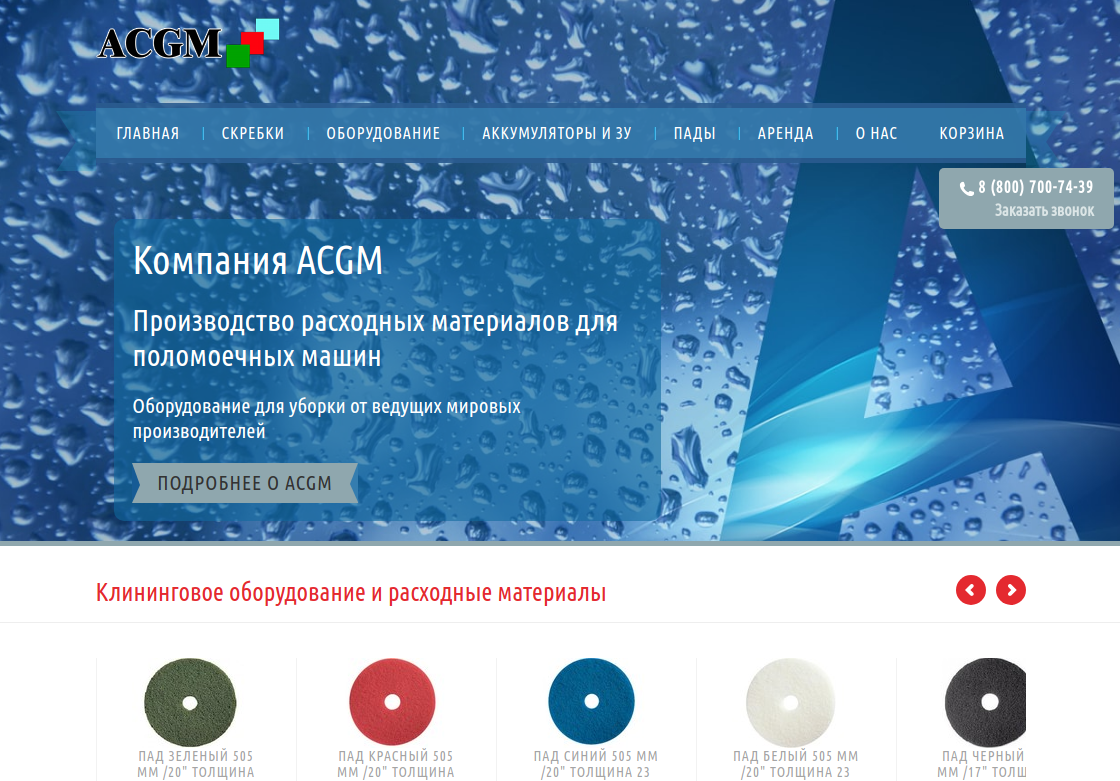 ACGM
ГЛАВНАЯ СКРЕБКИ ОБОРУДОВАНИЕ АККУМУЛЯТОРЫ И ЗУ ПАДЫ АРЕНДА О НАС КОРЗИНА
8 (800) 700-74-39
Заказать звонок
Компания ACGM
Производство расходных материалов для
поломоечных машин
Оборудование для уборки от ведущих мировых
производителей
ПОДРОБНЕЕ О ACGM
Клининговое оборудование и расходные материалы
ПАД ЗЕЛЕНЫЙ 505
ММ /20" ТОЛЩИНА
ПАД КРАСНЫЙ 505
ММ /20" ТОЛЩИНА
ПАД СИНИЙ 505 ММ
/20" ТОЛЩИНА 23
ПАД БЕЛЫЙ 505 ММ
/20" ТОЛЩИНА 23
ПАД ЧЕРНЫЙ
ММ /17" ТОЛЩ